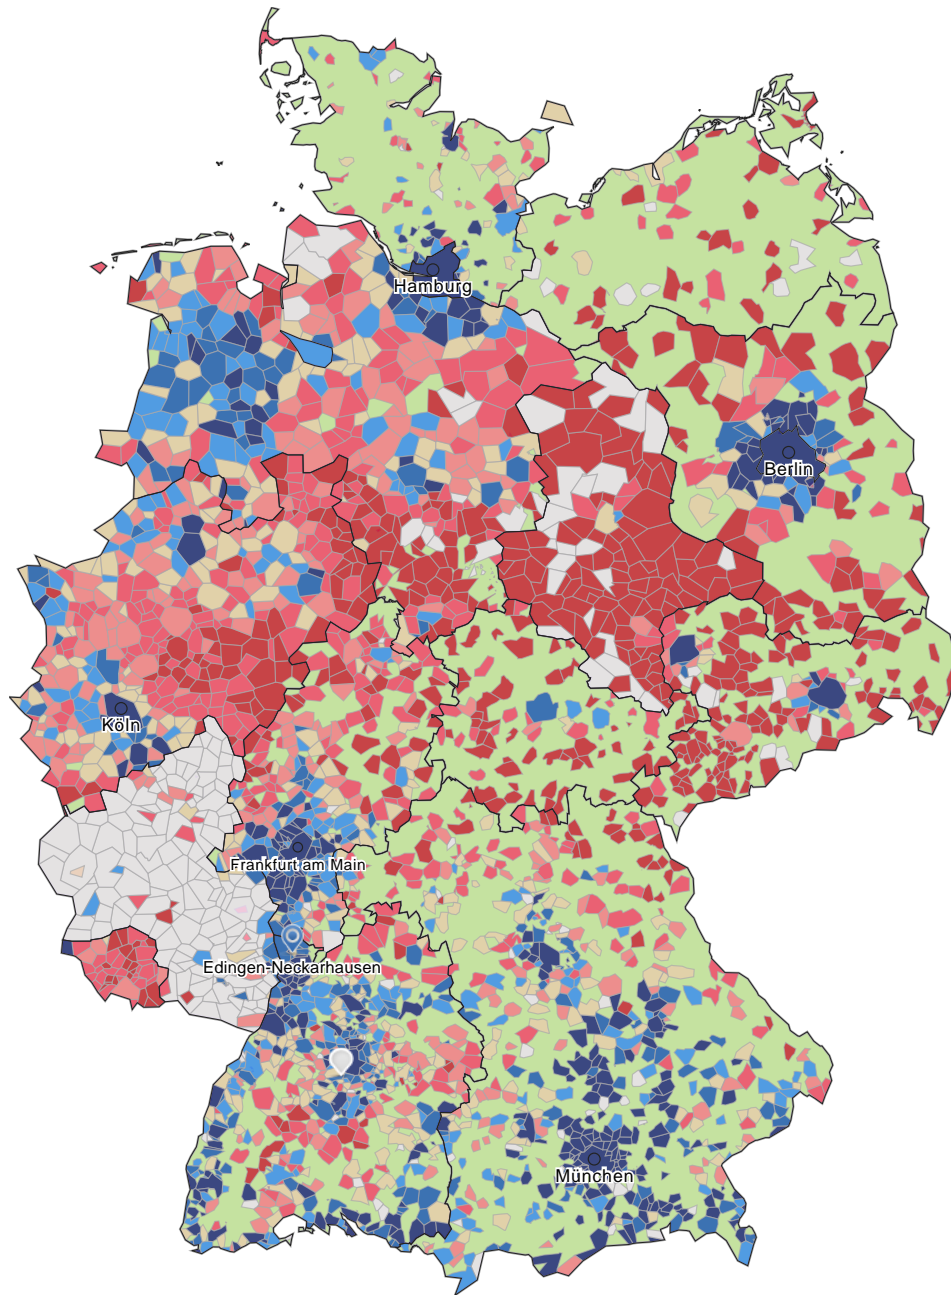 Hamburg
Berlin
Köln
Frankfurt am Main
Edingen-Neckarhausen
München